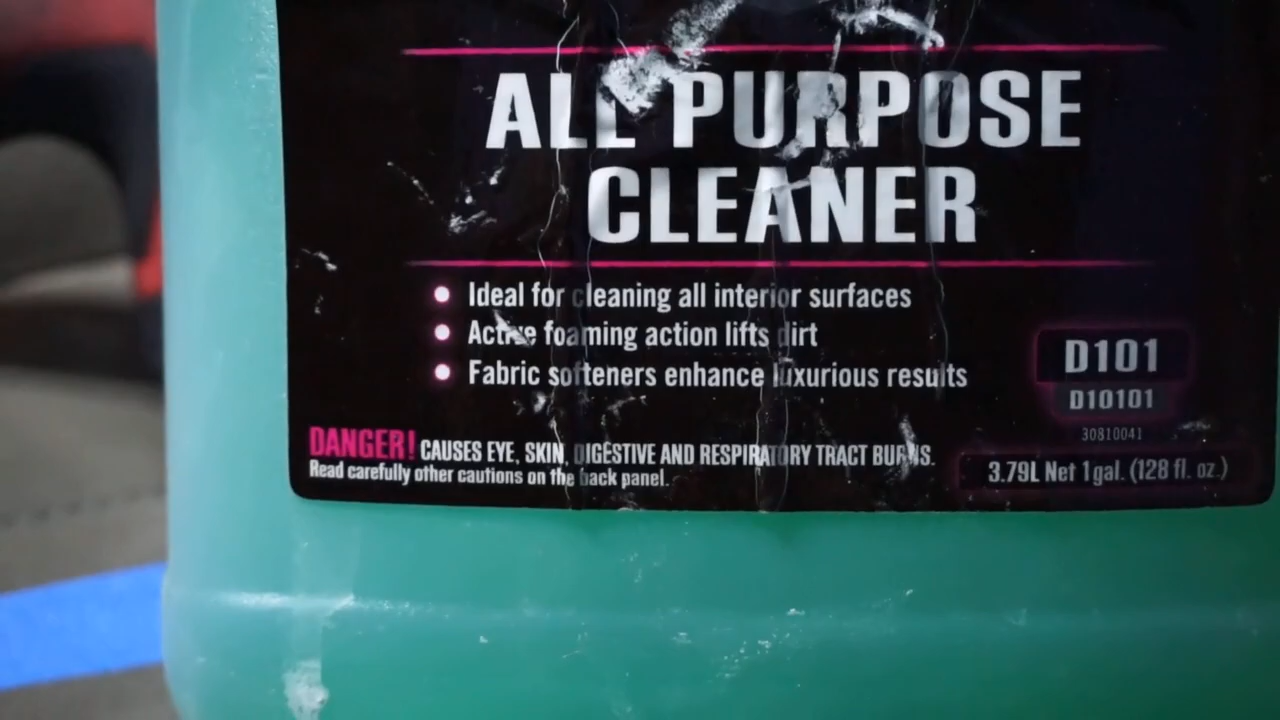 ALL PURPOSE
CLEANER
Ideal for cleaning all interior surfaces
Active foaming action lifts dirt
Fabric softeners enhance luxurious results
D101
D10101
30810041
DANGER! CAUSES EYE, SKIN, DIGESTIVE AND RESPIRATORY TRACT BURNS.
Read carefully other cautions on the back panel.
3.79L Net 1 gal. (128 fl. oz.)